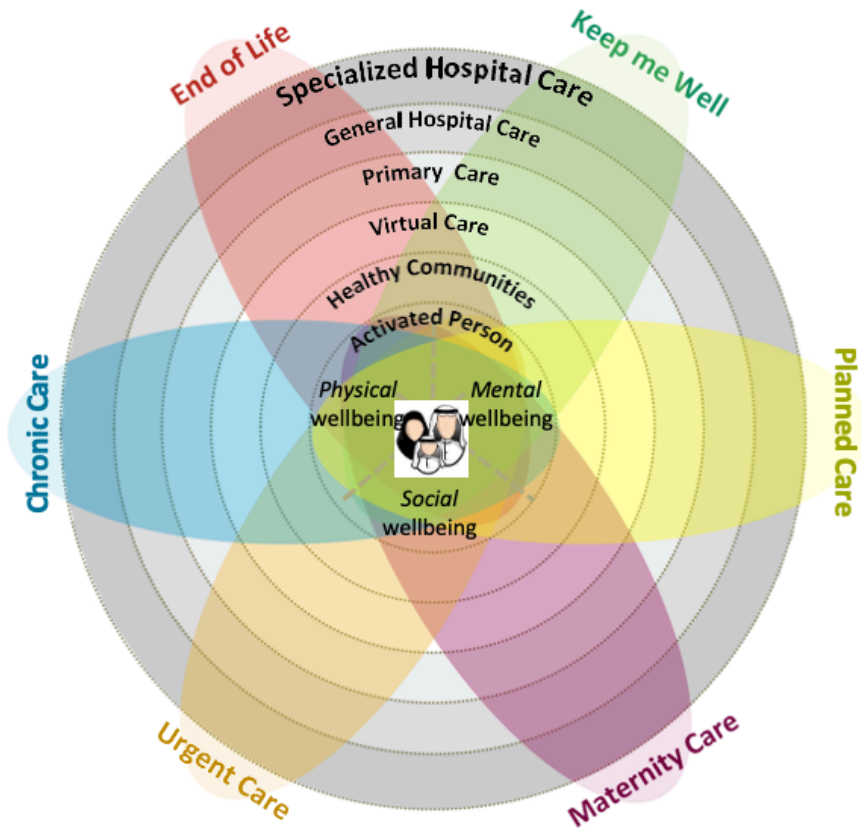 End of Life
Keep me Well
Specialized Hospital Care
General Hospital Care
Primary Care
Virtual Care
Healthy Communities
Activated Person
Chronic Care
Planned Care
Physical
wellbeing
Mental
wellbeing
Social
wellbeing
Urgent Care
Maternity Care